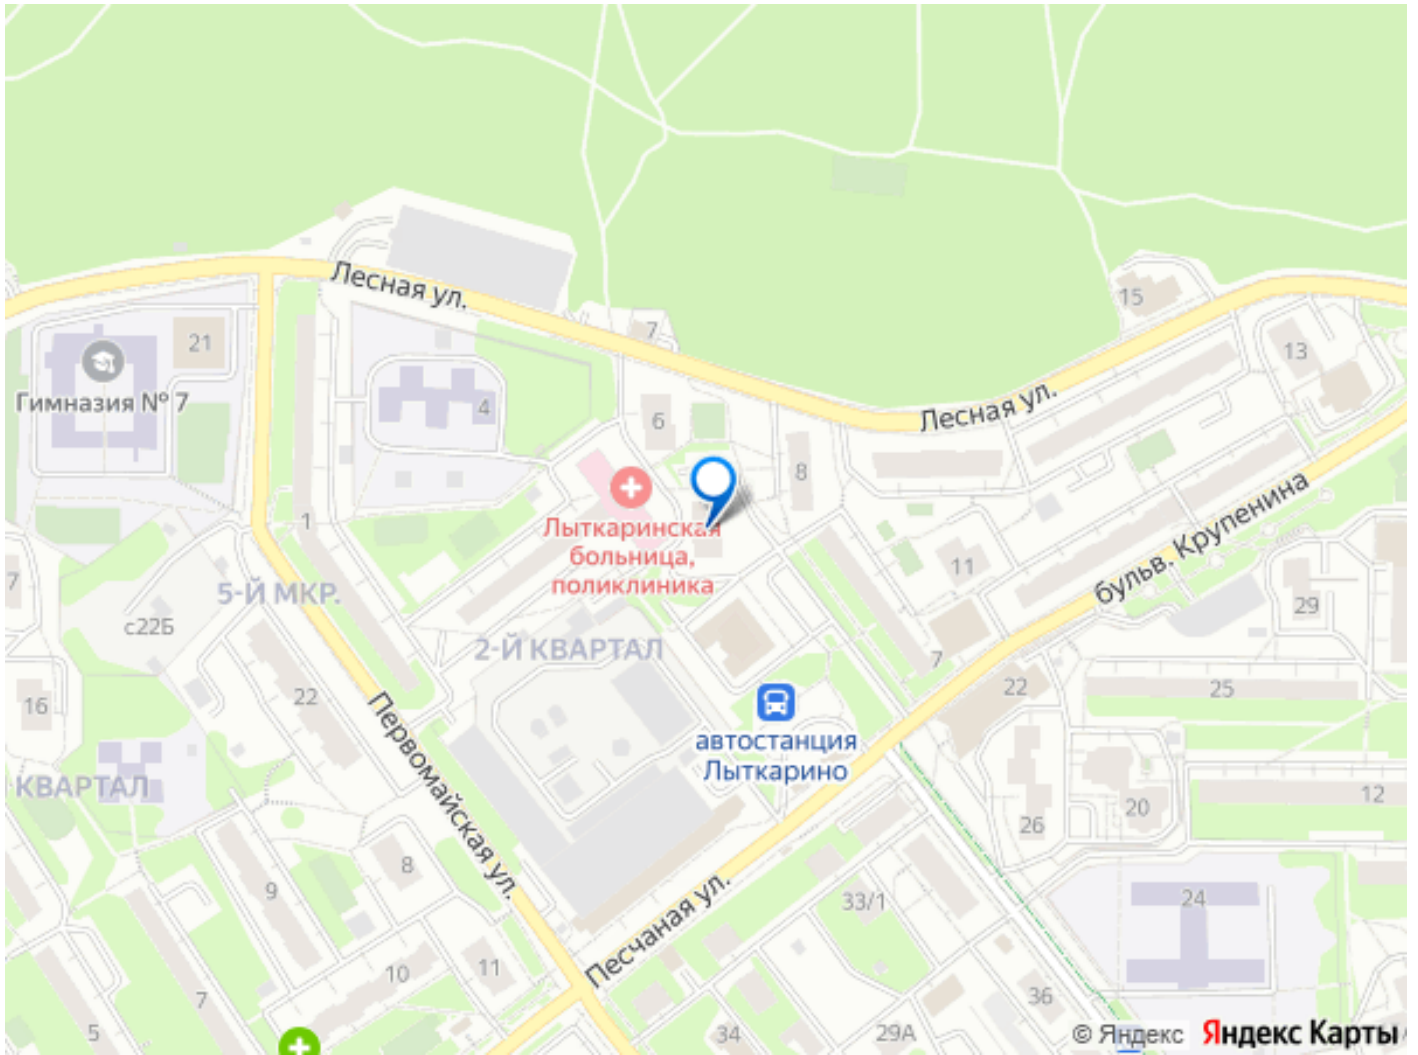 15
Лесная ул.
7
13
21
Гимназия № 7
4
6
Лесная ул.
8
1
Лыткаринская
больница,
поликлиника
бульв. Крупенина
11
5-Й МКР.
7
с22Б
29
2-Й КВАРТАЛ
7
22
25
22
16
Первомайская ул.
автостанция
Лыткарино
КВАРТАЛ
12
20
26
8
9
33/1
24
Песчаная ул.
10
11
7
36
5
34
29А
© Яндекс
Яндекс Карты